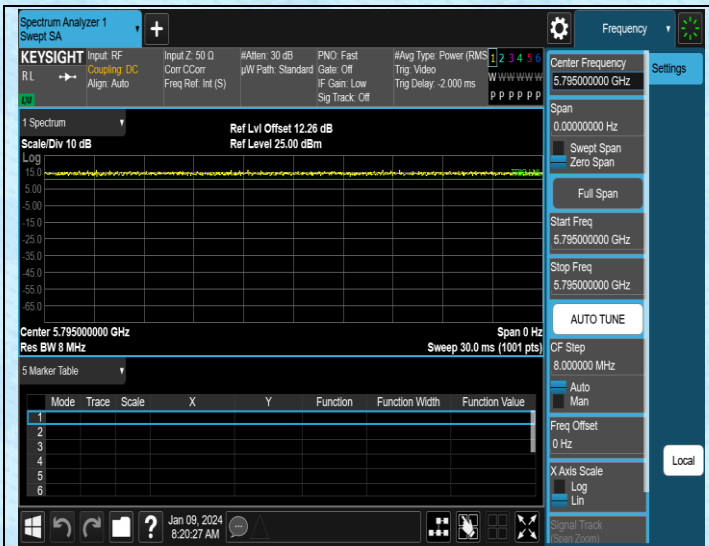 Spectrum Analyzer 1
Swept SA
Frequency
KEYSIGHT
RL
LXI
Input: RF
Coupling: DC
Align: Auto
Input Z: 50 Ω
Corr CCorr
Freq Ref: Int (S)
#Atten: 30 dB
µW Path: Standard
PNO: Fast
Gate: Off
IF Gain: Low
Sig Track: Off
#Avg Type: Power (RMS
Trig: Video
Trig Delay: -2.000 ms
1 2 3 4 5 6
W W W W W W
P P P P P P
1 Spectrum
Scale/Div 10 dB
Ref Lvl Offset 12.26 dB
Ref Level 25.00 dBm
Log
15.0
5.00
-5.00
-15.0
-25.0
-35.0
-45.0
-55.0
-65.0
Center 5.795000000 GHz
Res BW 8 MHz
Span 0 Hz
Sweep 30.0 ms (1001 pts)
5 Marker Table
Mode Trace Scale X Y Function Function Width Function Value
1
2
3
4
5
6
Jan 09, 2024
8:20:27 AM
?
Center Frequency
5.795000000 GHz
Span
0.00000000 Hz
Swept Span
Zero Span
Full Span
Start Freq
5.795000000 GHz
Stop Freq
5.795000000 GHz
AUTO TUNE
CF Step
8.000000 MHz
Auto
Man
Freq Offset
0 Hz
X Axis Scale
Log
Lin
Signal Track
(Span Zoom)
Settings
Local